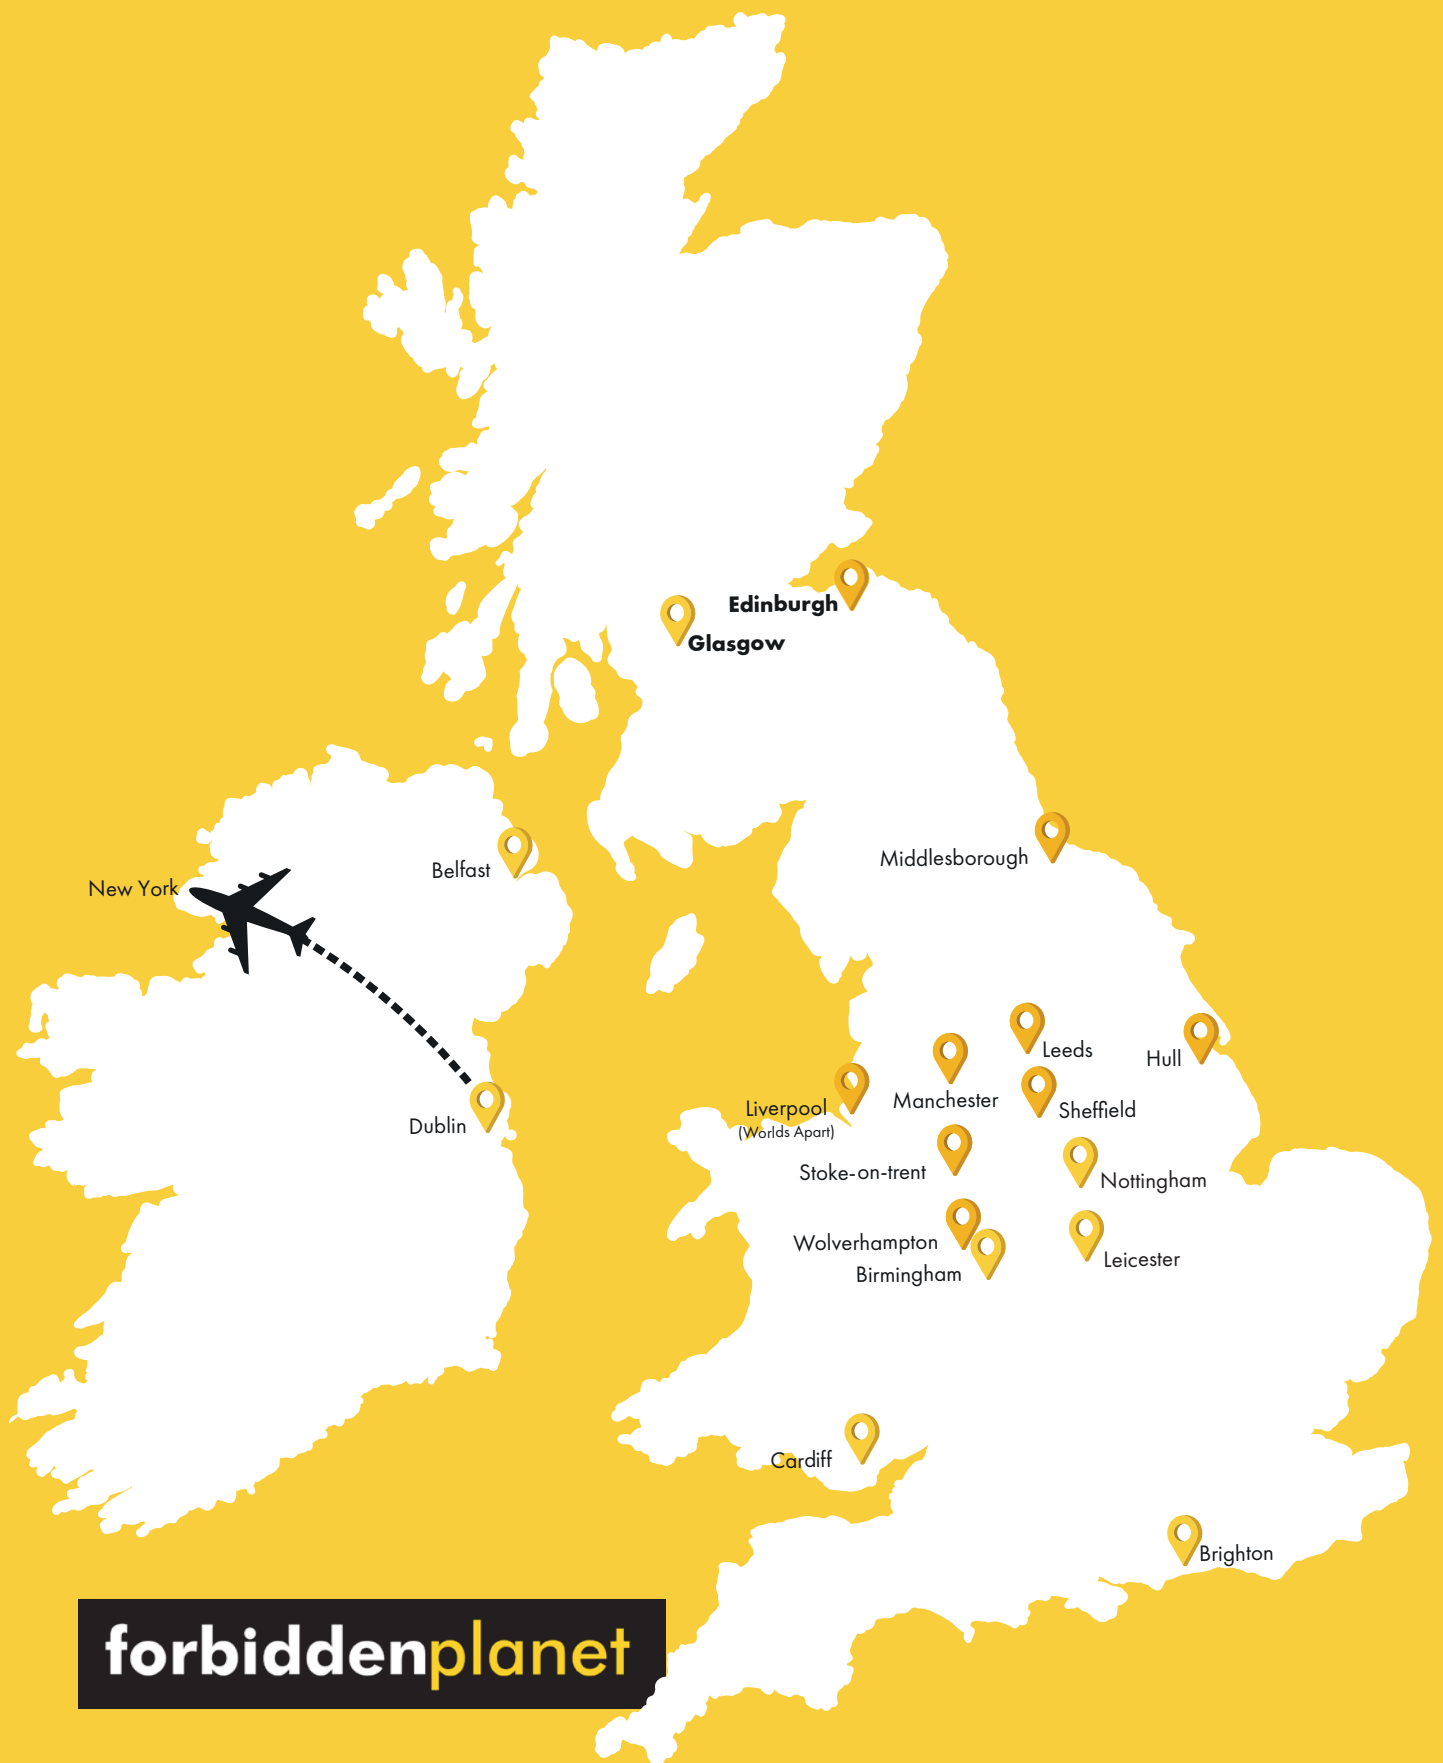 Edinburgh
Glasgow
Middlesborough
Belfast
New York
Leeds
Hull
Manchester
Liverpool
(Worlds Apart)
Sheffield
Dublin
Stoke-on-trent
Nottingham
Wolverhampton
Birmingham
Leicester
Cardiff
Brighton
forbiddenplanet